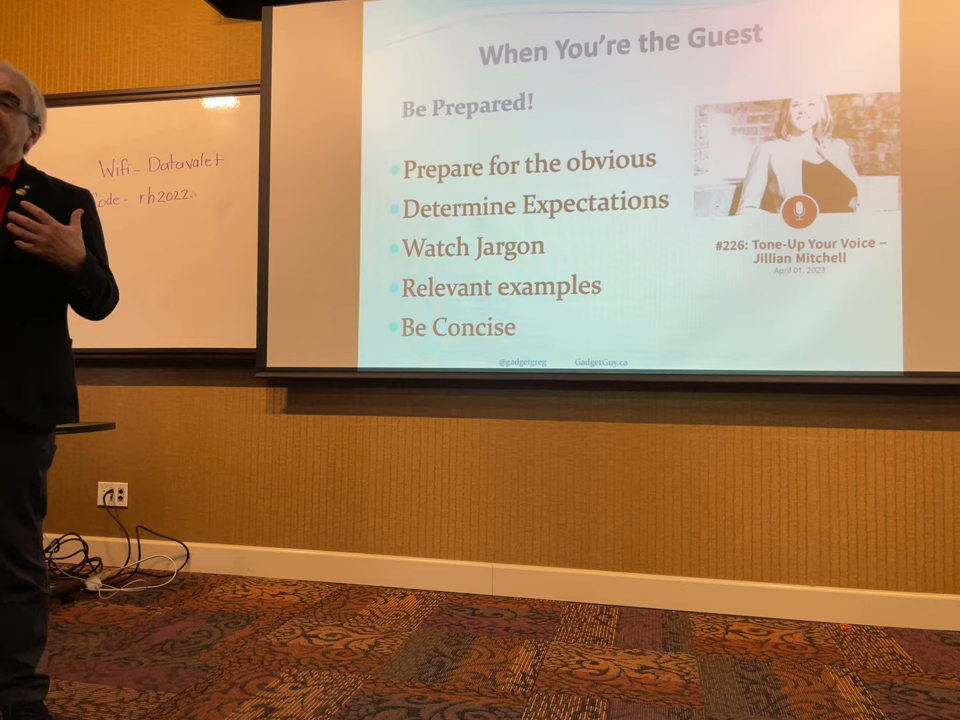 Wifi - Datavalet
Code - rh2022a
When You're the Guest
Be Prepared!
Prepare for the obvious
Determine Expectations
Watch Jargon
Relevant examples
Be Concise
#226: Tone-Up Your Voice –
Jillian Mitchell
April 01, 2023
@gadgetgreg GadgetGuy.ca